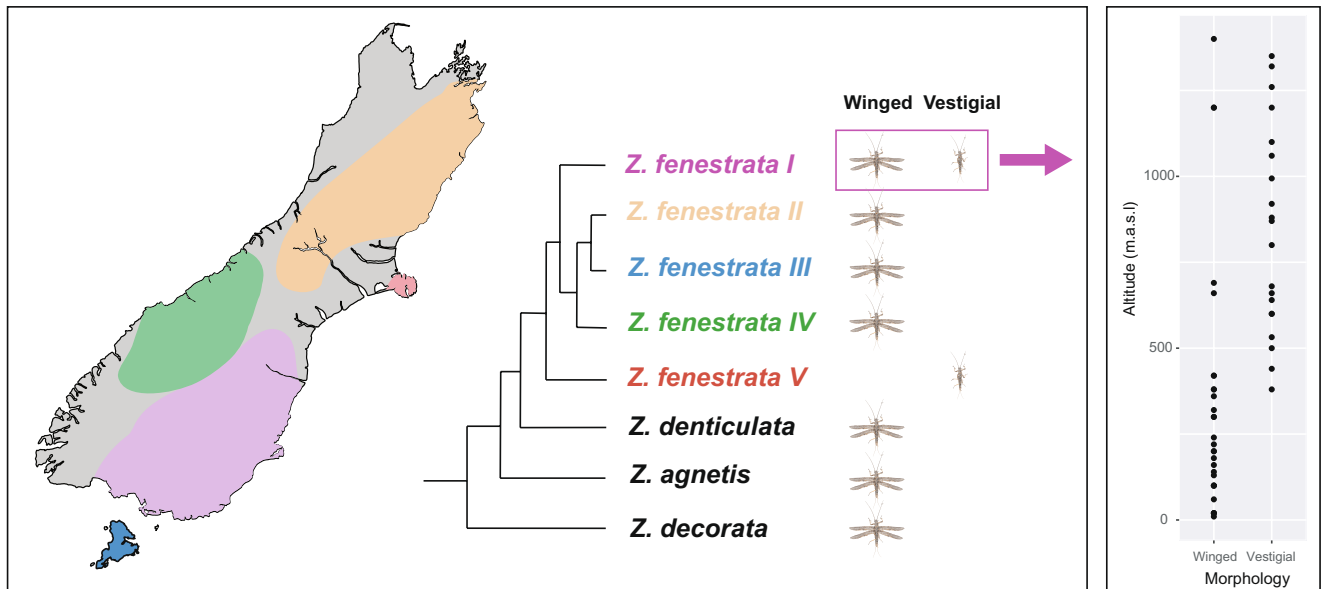 Winged Vestigial
Z. fenestrata I
Z. fenestrata II
Z. fenestrata III
Z. fenestrata IV
Z. fenestrata V
Z. denticulata
Z. agnetis
Z. decorata
Altitude (m.a.s.l)
1000
500
0
Winged Vestigial
Morphology